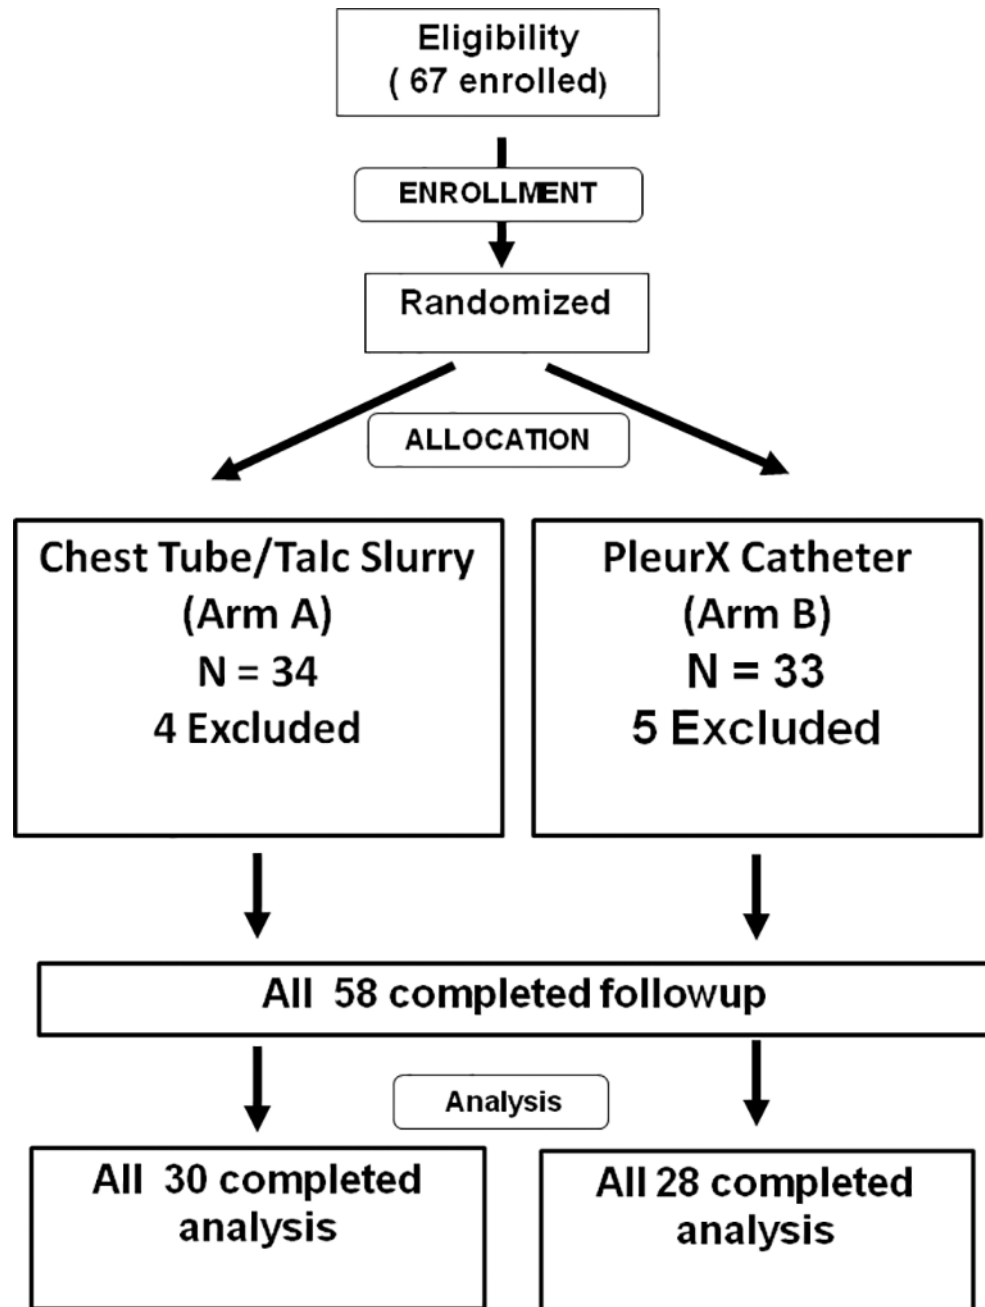 Eligibility
( 67 enrolled)
ENROLLMENT
Randomized
ALLOCATION
Chest Tube/Talc Slurry
(Arm A)
N = 34
4 Excluded
PleurX Catheter
(Arm B)
N = 33
5 Excluded
All 58 completed followup
Analysis
All 30 completed
analysis
All 28 completed
analysis